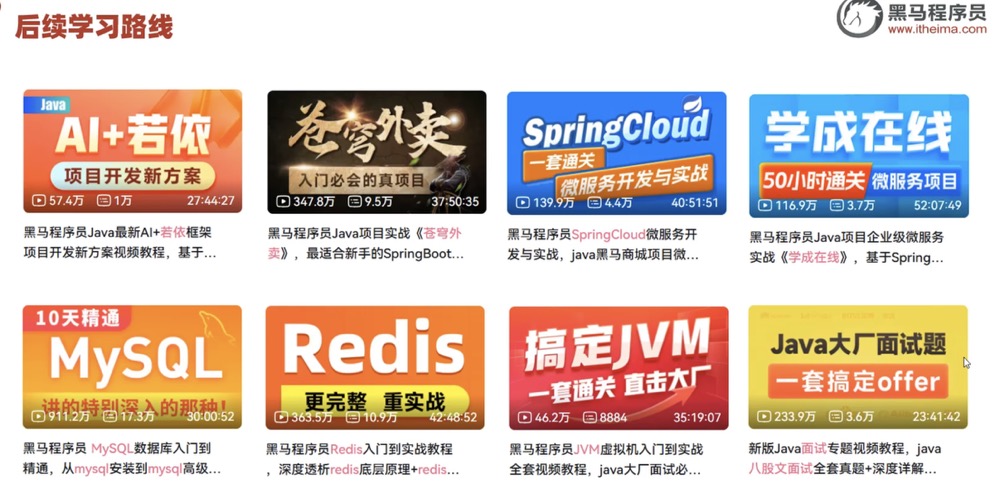 后续学习路线
黑马程序员
www.itheima.com
Java
AI+若依
项目开发新方案
57.4万 1万 27:44:27
黑马程序员Java最新AI+若依框架
项目开发新方案视频教程，基于...
苍穹外卖
入门必会的真项目
347.8万 9.5万 37:50:35
黑马程序员Java项目实战《苍穹外
卖》，最适合新手的SpringBoot...
SpringCloud
一套通关
微服务开发与实战
139.9万 4.4万 40:51:51
黑马程序员SpringCloud微服务开
发与实战，java黑马商城项目微...
学成在线
50小时通关 微服务项目
116.9万 3.7万 52:07:49
黑马程序员Java项目企业级微服务
实战《学成在线》，基于Spring...
10天精通
MySQL
讲的特别深入的那种！
911.2万 17.3万 30:00:52
黑马程序员 MySQL数据库入门到
精通，从mysql安装到mysql高级...
Redis
更完整 重实战
363.5万 10.9万 42:48:52
黑马程序员Redis入门到实战教程
，深度透析redis底层原理+redis...
搞定JVM
一套通关 直击大厂
46.2万 8884 35:19:07
黑马程序员JVM虚拟机入门到实战
全套视频教程，java大厂面试必...
Java大厂面试题
一套搞定offer
233.9万 3.6万 23:41:42
新版Java面试专题视频教程，java
八股文面试全套真题+深度详解...